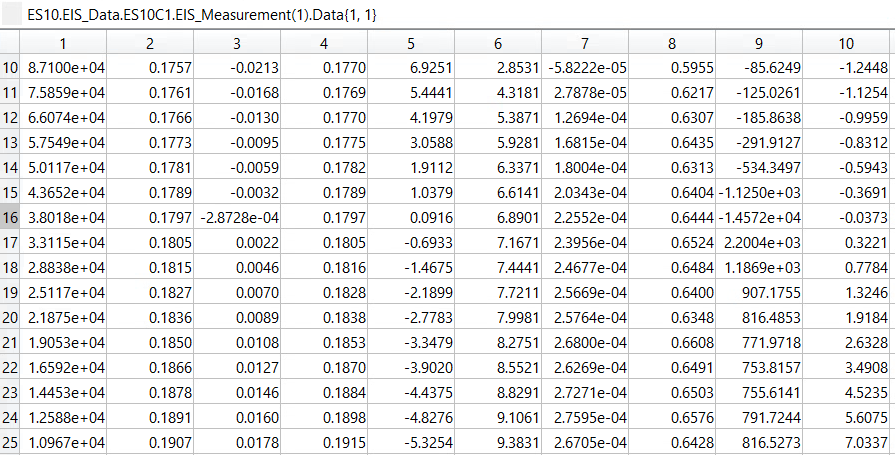 ES10.EIS_Data.ES10C1.EIS_Measurement(1).Data{1, 1}
1 2 3 4 5 6 7 8 9 10
10 8.7100e+04 0.1757 -0.0213 0.1770 6.9251 2.8531 -5.8222e-05 0.5955 -85.6249 -1.2448
11 7.5859e+04 0.1761 -0.0168 0.1769 5.4441 4.3181 2.7878e-05 0.6217 -125.0261 -1.1254
12 6.6074e+04 0.1766 -0.0130 0.1770 4.1979 5.3871 1.2694e-04 0.6307 -185.8638 -0.9959
13 5.7549e+04 0.1773 -0.0095 0.1775 3.0588 5.9281 1.6815e-04 0.6435 -291.9127 -0.8312
14 5.0117e+04 0.1781 -0.0059 0.1782 1.9112 6.3371 1.8004e-04 0.6313 -534.3497 -0.5943
15 4.3652e+04 0.1789 -0.0032 0.1789 1.0379 6.6141 2.0343e-04 0.6404 -1.1250e+03 -0.3691
16 3.8018e+04 0.1797 -2.8728e-04 0.1797 0.0916 6.8901 2.2552e-04 0.6444 -1.4572e+04 -0.0373
17 3.3115e+04 0.1805 0.0022 0.1805 -0.6933 7.1671 2.3956e-04 0.6524 2.2004e+03 0.3221
18 2.8838e+04 0.1815 0.0046 0.1816 -1.4675 7.4441 2.4677e-04 0.6484 1.1869e+03 0.7784
19 2.5117e+04 0.1827 0.0070 0.1828 -2.1899 7.7211 2.5669e-04 0.6400 907.1755 1.3246
20 2.1875e+04 0.1836 0.0089 0.1838 -2.7783 7.9981 2.5764e-04 0.6348 816.4853 1.9184
21 1.9053e+04 0.1850 0.0108 0.1853 -3.3479 8.2751 2.6800e-04 0.6608 771.9718 2.6328
22 1.6592e+04 0.1866 0.0127 0.1870 -3.9020 8.5521 2.6269e-04 0.6491 753.8157 3.4908
23 1.4453e+04 0.1878 0.0146 0.1884 -4.4375 8.8291 2.7271e-04 0.6503 755.6141 4.5235
24 1.2588e+04 0.1891 0.0160 0.1898 -4.8276 9.1061 2.7595e-04 0.6576 791.7244 5.6075
25 1.0967e+04 0.1907 0.0178 0.1915 -5.3254 9.3831 2.6705e-04 0.6428 816.5273 7.0337